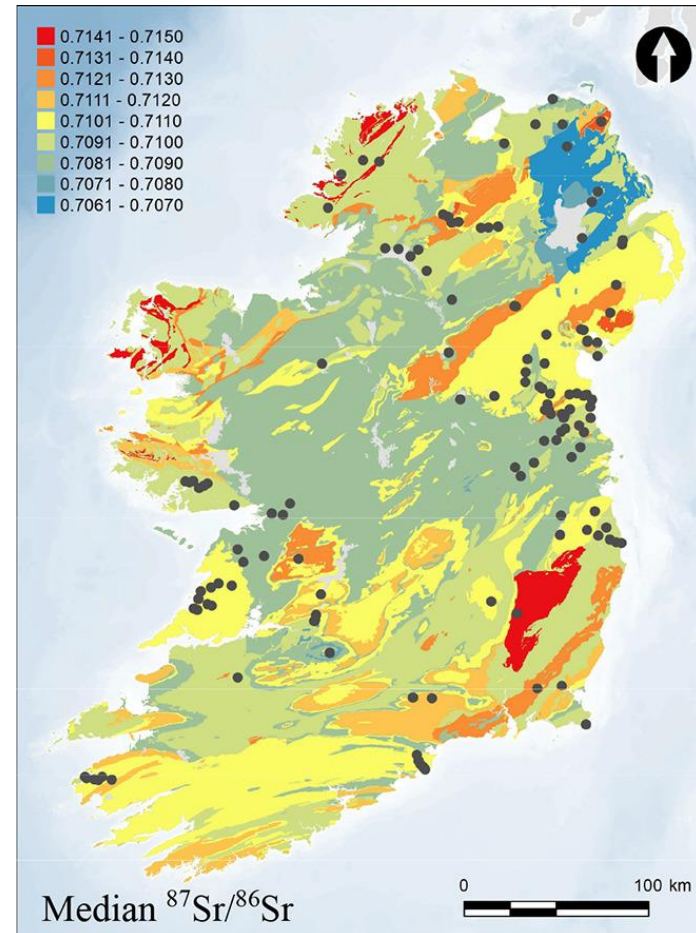 0.7141 - 0.7150
0.7131 - 0.7140
0.7121 - 0.7130
0.7111 - 0.7120
0.7101 - 0.7110
0.7091 - 0.7100
0.7081 - 0.7090
0.7071 - 0.7080
0.7061 - 0.7070
Median ⁸⁷Sr/⁸⁶Sr
0 100 km